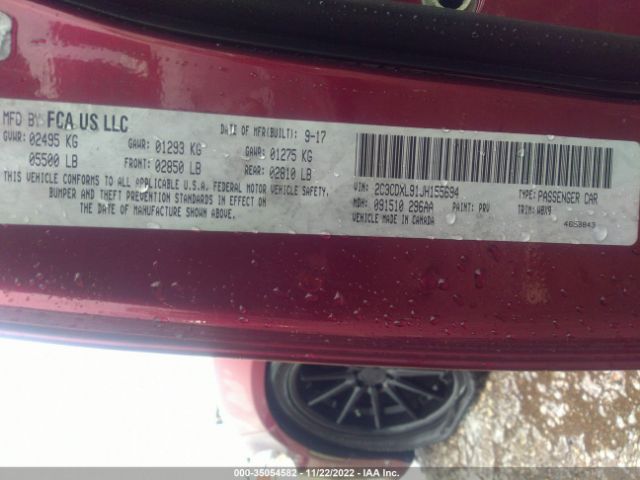 MFD BY FCA US LLC
DATE OF MFR(BUILT): 9-17
GVWR: 02495 KG GAWR: 01293 KG GAWR: 01275 KG
05500 LB FRONT: 02850 LB REAR: 02810 LB
THIS VEHICLE CONFORMS TO ALL APPLICABLE U.S.A. FEDERAL MOTOR VEHICLE SAFETY,
BUMPER AND THEFT PREVENTION STANDARDS IN EFFECT
ON THE DATE OF MANUFACTURE SHOWN ABOVE.
VIN: 2C3CDXL91JH155694 TYPE: PASSENGER CAR
MDH: 091510 296AA PAINT: PRV TRIM: W8X9
VEHICLE MADE IN CANADA 4653843
000-35054582 - 11/22/2022 - IAA Inc.